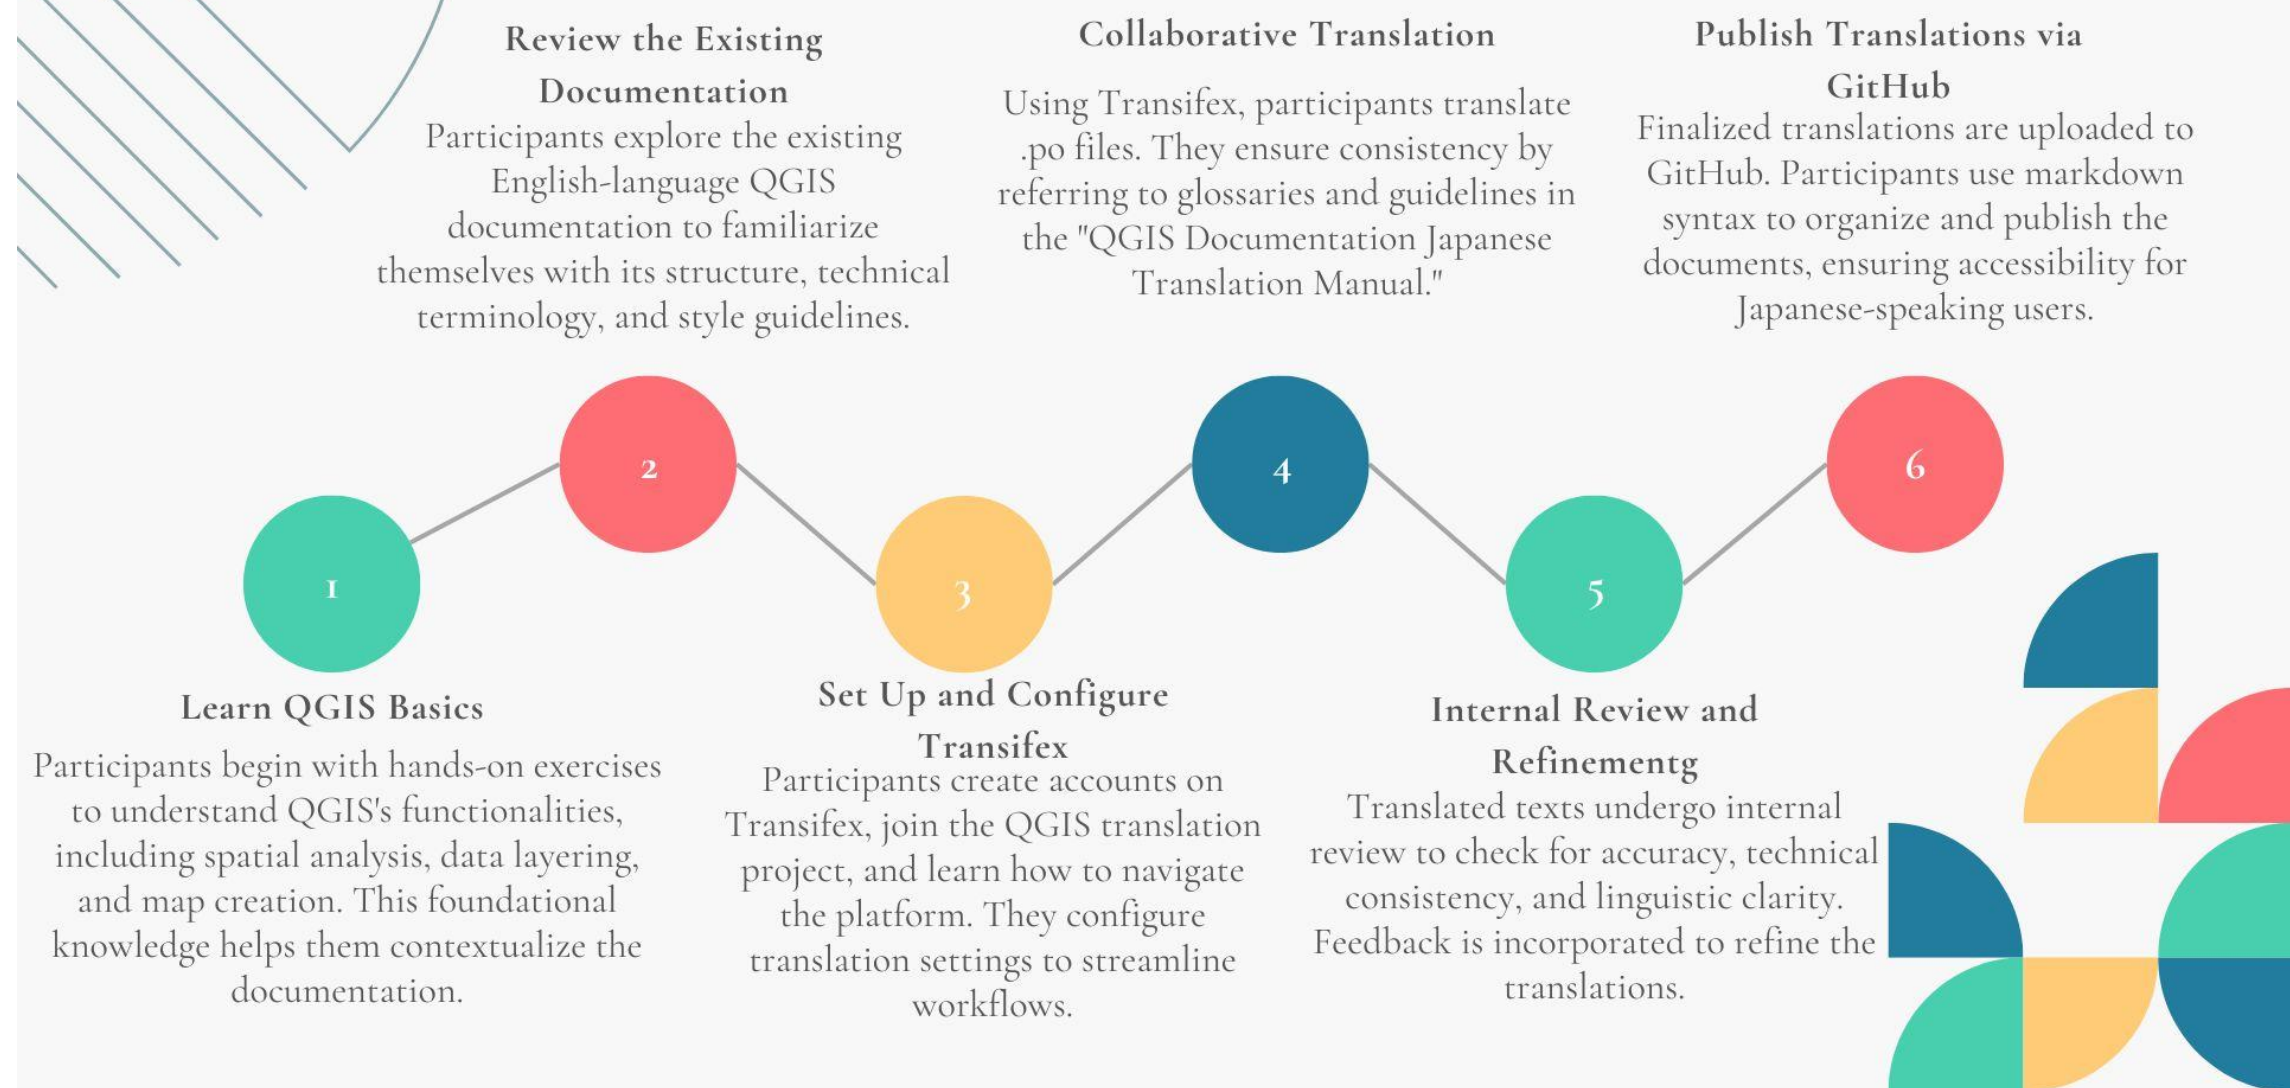 Review the Existing
Documentation
Participants explore the existing
English-language QGIS
documentation to familiarize
themselves with its structure, technical
terminology, and style guidelines.
Collaborative Translation
Using Transifex, participants translate
.po files. They ensure consistency by
referring to glossaries and guidelines in
the "QGIS Documentation Japanese
Translation Manual."
Publish Translations via
GitHub
Finalized translations are uploaded to
GitHub. Participants use markdown
syntax to organize and publish the
documents, ensuring accessibility for
Japanese-speaking users.
1
2
3
4
5
6
Learn QGIS Basics
Participants begin with hands-on exercises
to understand QGIS's functionalities,
including spatial analysis, data layering,
and map creation. This foundational
knowledge helps them contextualize the
documentation.
Set Up and Configure
Transifex
Participants create accounts on
Transifex, join the QGIS translation
project, and learn how to navigate
the platform. They configure
translation settings to streamline
workflows.
Internal Review and
Refinementg
Translated texts undergo internal
review to check for accuracy, technical
consistency, and linguistic clarity.
Feedback is incorporated to refine the
translations.